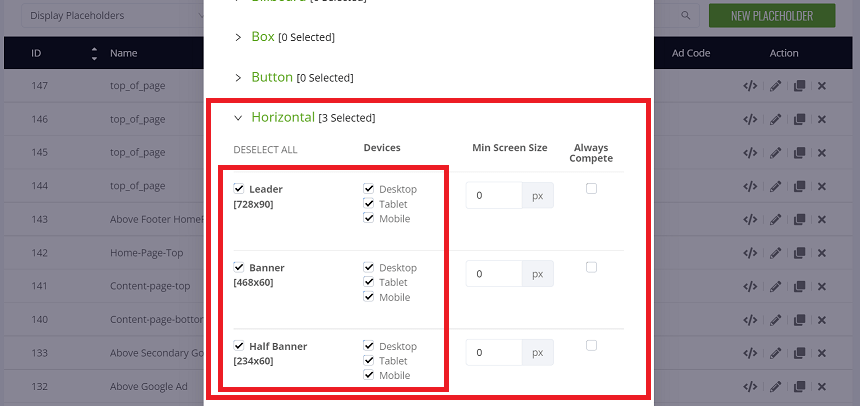 Display Placeholders
NEW PLACEHOLDER
Box [0 Selected]
Button [0 Selected]
ID Name Ad Code Action
147 top_of_page
146 top_of_page
145 top_of_page
144 top_of_page
143 Above Footer Home
142 Home-Page-Top
141 Content-page-top
140 Content-page-bottor
133 Above Secondary Go
132 Above Google Ad
Horizontal [3 Selected]
DESELECT ALL Devices Min Screen Size Always
Compete
Leader Desktop 0 px
[728x90] Tablet
Mobile
Banner Desktop 0 px
[468x60] Tablet
Mobile
Half Banner Desktop 0 px
[234x60] Tablet
Mobile